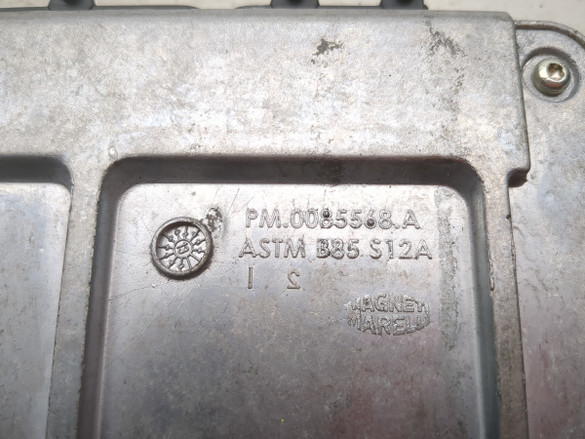 PM.0085568.A
ASTM B85 S12A
1 2
MAGNETI
MARELLI